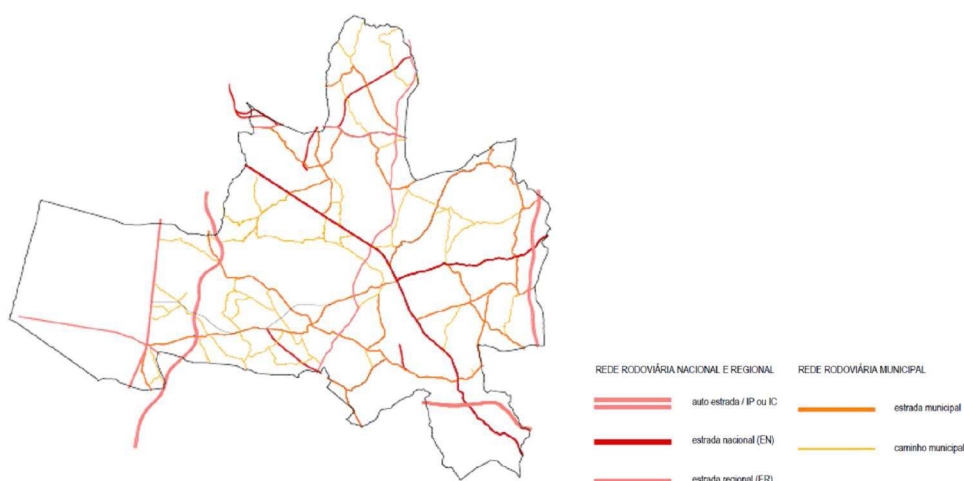 REDE RODOVIÁRIA NACIONAL E REGIONAL
auto estrada / IP ou IC
estrada nacional (EN)
estrada regional (ER)
REDE RODOVIÁRIA MUNICIPAL
estrada municipal
caminho municipal